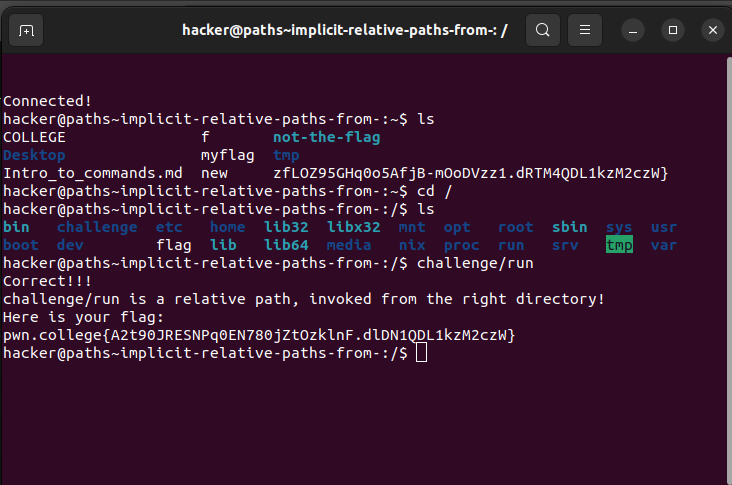 hacker@paths~implicit-relative-paths-from-: /
Connected!
hacker@paths~implicit-relative-paths-from-:~$ ls
COLLEGE f not-the-flag
Desktop myflag tmp
Intro_to_commands.md new zfLOZ95GHq0o5AfjB-mOoDVzz1.dRTM4QDL1kzM2czW}
hacker@paths~implicit-relative-paths-from-:~$ cd /
hacker@paths~implicit-relative-paths-from-:/$ ls
bin challenge etc home lib32 libx32 mnt opt root sbin sys usr
boot dev flag lib lib64 media nix proc run srv tmp var
hacker@paths~implicit-relative-paths-from-:/$ challenge/run
Correct!!!
challenge/run is a relative path, invoked from the right directory!
Here is your flag:
pwn.college{A2t90JRESNPq0EN780jZtOzklnF.dlDN1QDL1kzM2czW}
hacker@paths~implicit-relative-paths-from-:/$